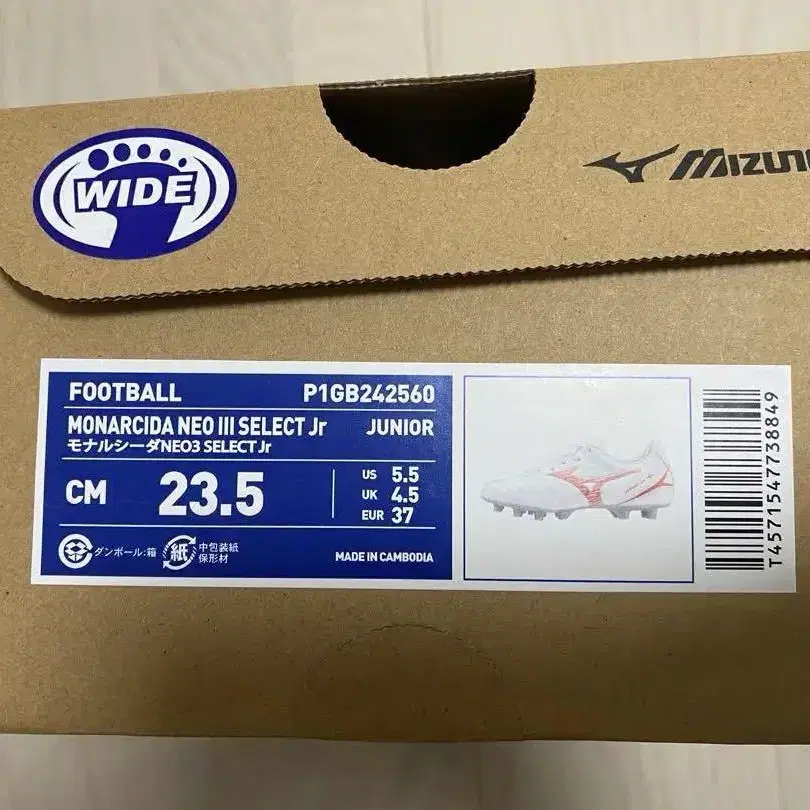 WIDE
MIZUNO
FOOTBALL P1GB242560
MONARCIDA NEO III SELECT Jr JUNIOR
モナルシーダNEO3 SELECT Jr
CM 23.5
US 5.5
UK 4.5
EUR 37
ダンボール:箱
紙 中包装紙
保形材
MADE IN CAMBODIA
T4571547738849